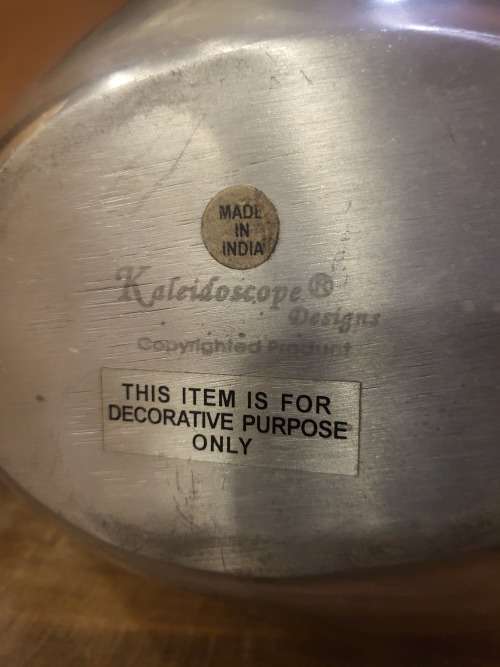 MADE
IN
INDIA
Kaleidoscope®
Designs
Copyrighted Product
THIS ITEM IS FOR
DECORATIVE PURPOSE
ONLY